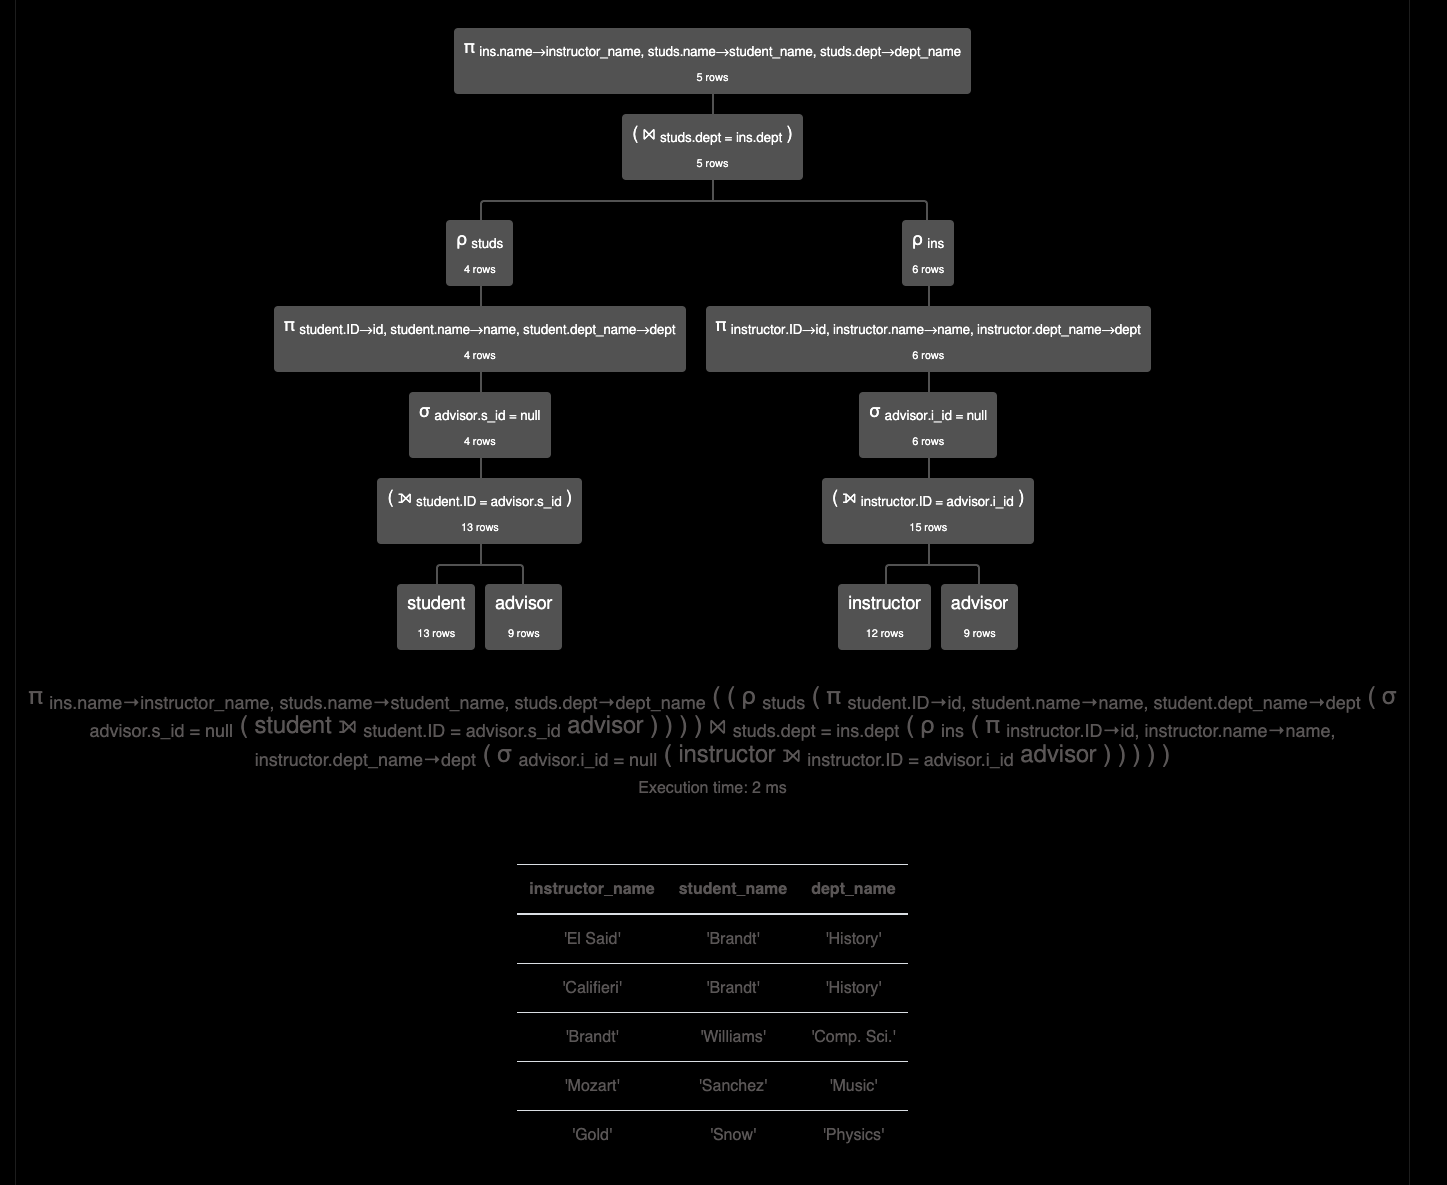 π ins.name→instructor_name, studs.name→student_name, studs.dept→dept_name
5 rows
( ⋈ studs.dept = ins.dept )
5 rows
ρ studs
4 rows
ρ ins
6 rows
π student.ID→id, student.name→name, student.dept_name→dept
4 rows
π instructor.ID→id, instructor.name→name, instructor.dept_name→dept
6 rows
σ advisor.s_id = null
4 rows
σ advisor.i_id = null
6 rows
( ⟕ student.ID = advisor.s_id )
13 rows
( ⟕ instructor.ID = advisor.i_id )
15 rows
student
13 rows
advisor
9 rows
instructor
12 rows
advisor
9 rows
π ins.name→instructor_name, studs.name→student_name, studs.dept→dept_name ( ( ρ studs ( π student.ID→id, student.name→name, student.dept_name→dept ( σ
advisor.s_id = null ( student ⟕ student.ID = advisor.s_id advisor ) ) ) ) ⋈ studs.dept = ins.dept ( ρ ins ( π instructor.ID→id, instructor.name→name,
instructor.dept_name→dept ( σ advisor.i_id = null ( instructor ⟕ instructor.ID = advisor.i_id advisor ) ) ) ) )
Execution time: 2 ms
instructor_name student_name dept_name
'El Said' 'Brandt' 'History'
'Califieri' 'Brandt' 'History'
'Brandt' 'Williams' 'Comp. Sci.'
'Mozart' 'Sanchez' 'Music'
'Gold' 'Snow' 'Physics'